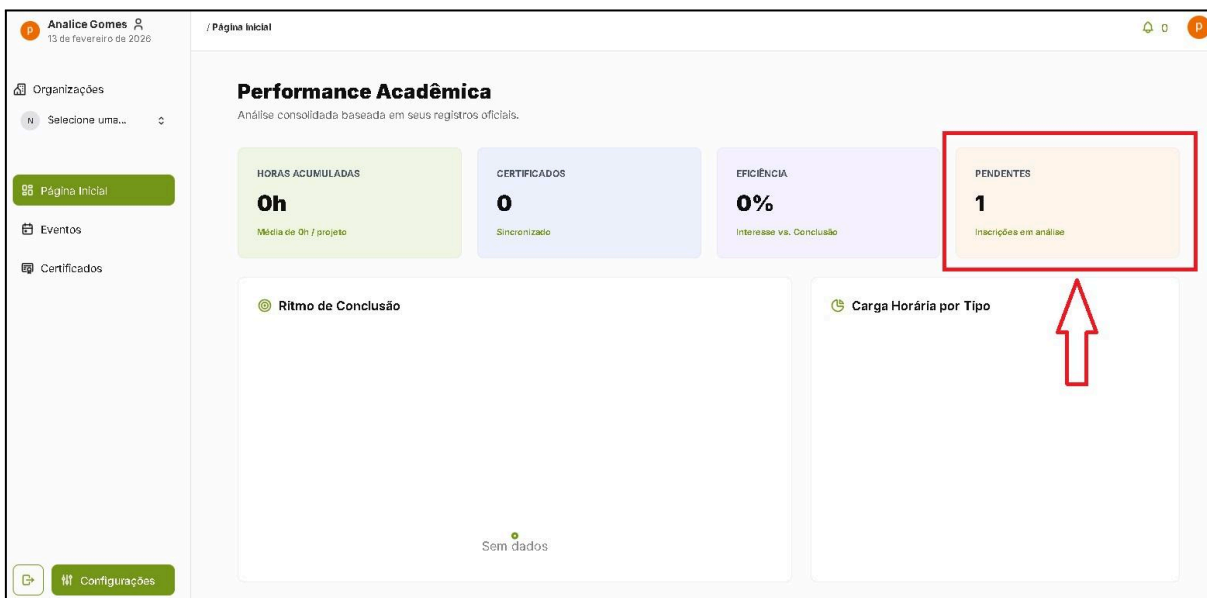 P
Analice Gomes
13 de fevereiro de 2026
/ Página Inicial
0
P
Organizações
N
Selecione uma...
Página Inicial
Eventos
Certificados
Performance Acadêmica
Análise consolidada baseada em seus registros oficiais.
HORAS ACUMULADAS
0h
Média de 0h / projeto
CERTIFICADOS
0
Sincronizado
EFICIÊNCIA
0%
Interesse vs. Conclusão
PENDENTES
1
Inscrições em análise
Ritmo de Conclusão
Sem dados
Carga Horária por Tipo
Configurações